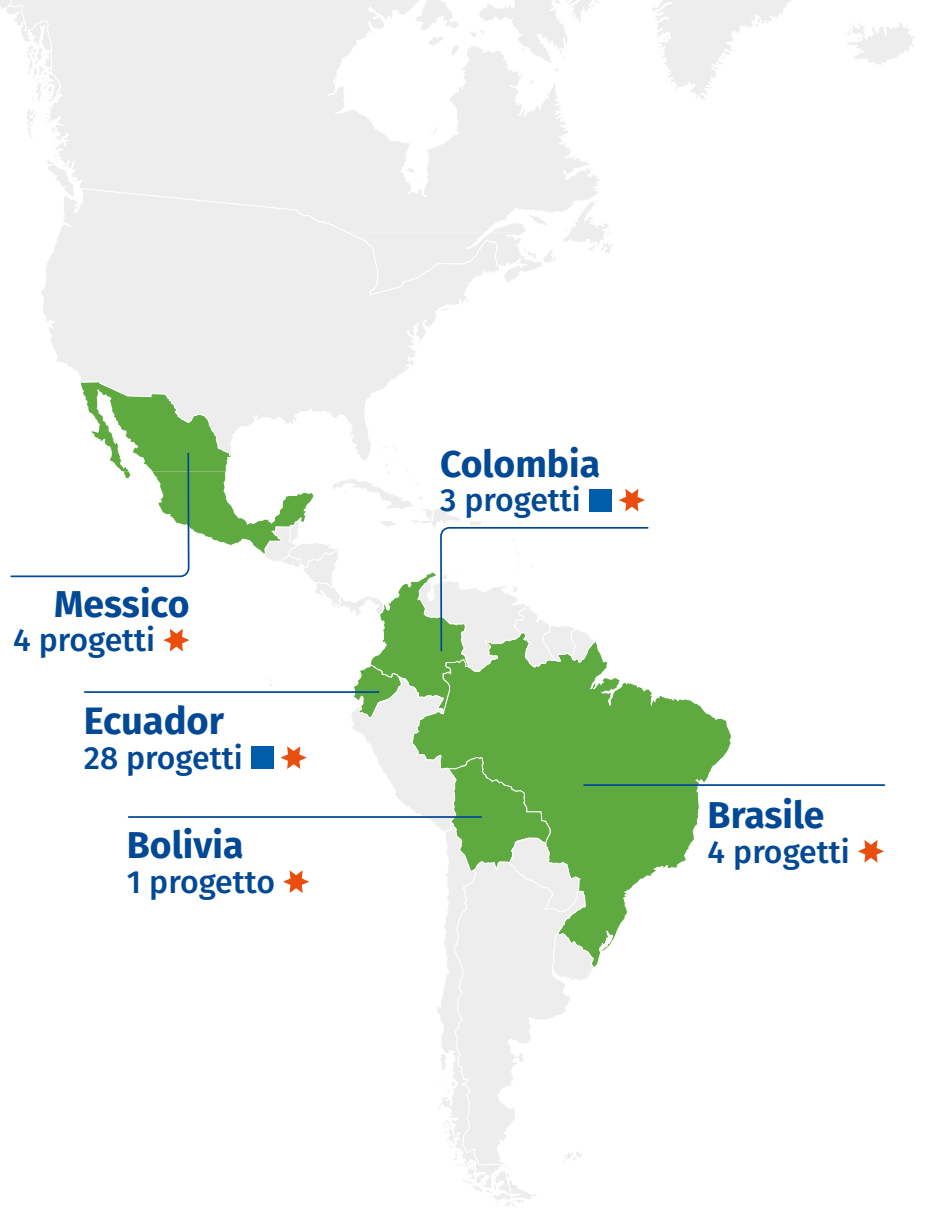 Colombia
3 progetti
Messico
4 progetti
Ecuador
28 progetti
Brasile
4 progetti
Bolivia
1 progetto